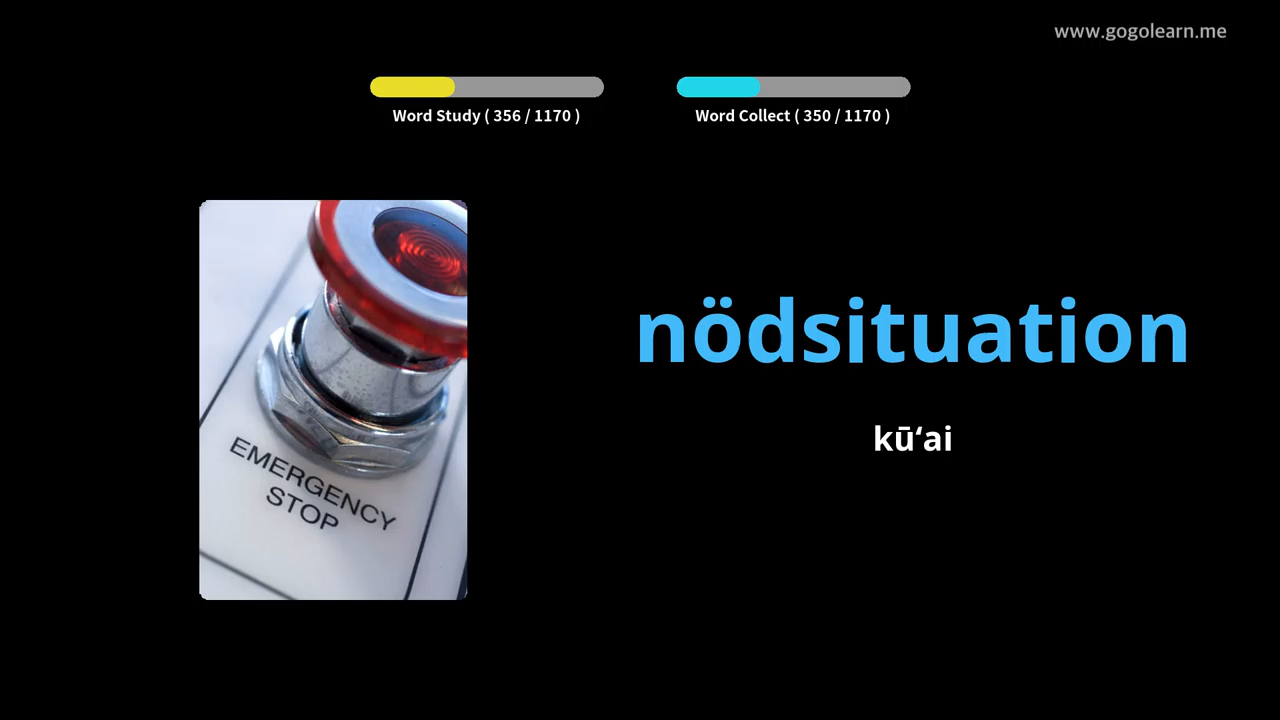 www.gogolearn.me
Word Study ( 356 / 1170 )
Word Collect ( 350 / 1170 )
nödsituation
kūʻai
EMERGENCY
STOP